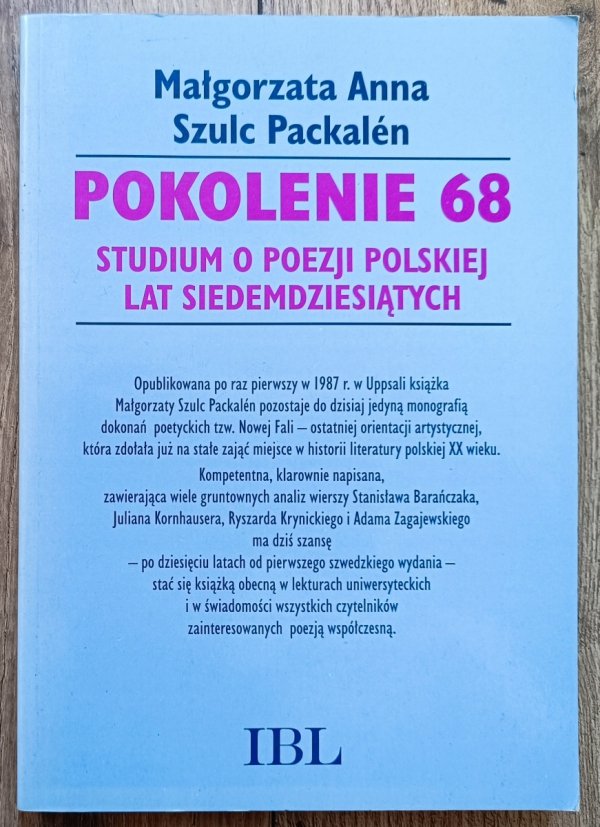 Małgorzata Anna
Szulc Packalén
POKOLENIE 68
STUDIUM O POEZJI POLSKIEJ
LAT SIEDEMDZIESIĄTYCH
Opublikowana po raz pierwszy w 1987 r. w Uppsali książka
Małgorzaty Szulc Packalén pozostaje do dzisiaj jedyną monografią
dokonań poetyckich tzw. Nowej Fali – ostatniej orientacji artystycznej,
która zdołała już na stałe zająć miejsce w historii literatury polskiej XX wieku.
Kompetentna, klarownie napisana,
zawierająca wiele gruntownych analiz wierszy Stanisława Barańczaka,
Juliana Kornhausera, Ryszarda Krynickiego i Adama Zagajewskiego
ma dziś szansę
– po dziesięciu latach od pierwszego szwedzkiego wydania –
stać się książką obecną w lekturach uniwersyteckich
i w świadomości wszystkich czytelników
zainteresowanych poezją współczesną.
IBL